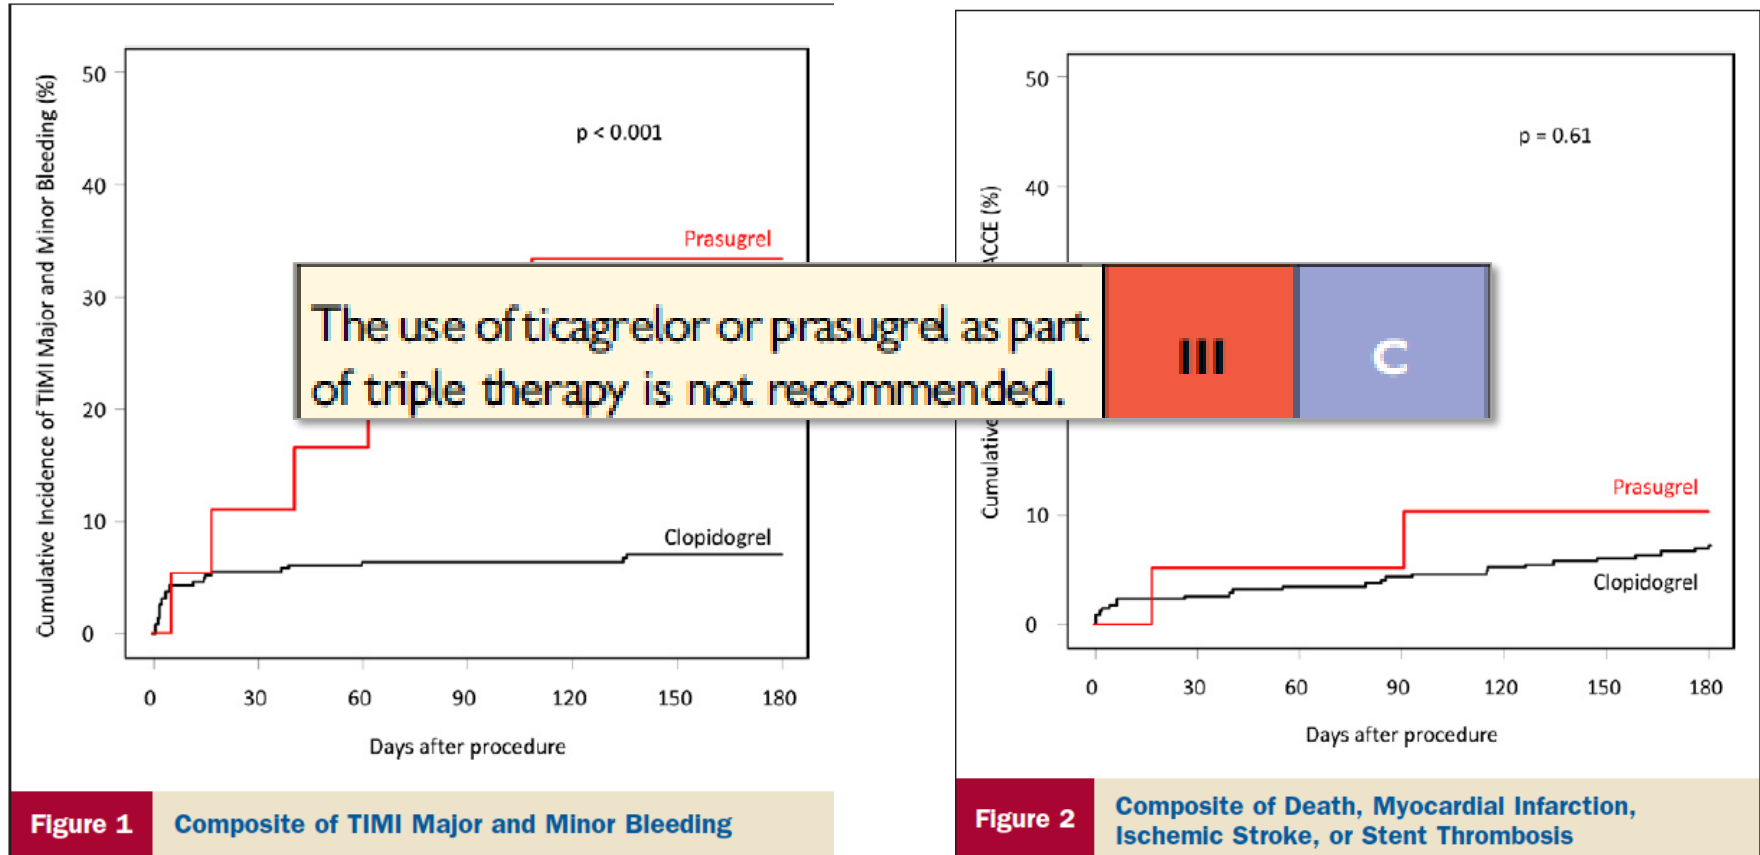 Cumulative Incidence of TIMI Major and Minor Bleeding (%)
50
40
30
20
10
0
p < 0.001
Prasugrel
Clopidogrel
0 30 60 90 120 150 180
Days after procedure
Figure 1 Composite of TIMI Major and Minor Bleeding
The use of ticagrelor or prasugrel as part
of triple therapy is not recommended.
III
C
Cumulative
(%)
50
40
10
0
p = 0.61
Prasugrel
Clopidogrel
0 30 60 90 120 150 180
Days after procedure
Figure 2 Composite of Death, Myocardial Infarction,
Ischemic Stroke, or Stent Thrombosis